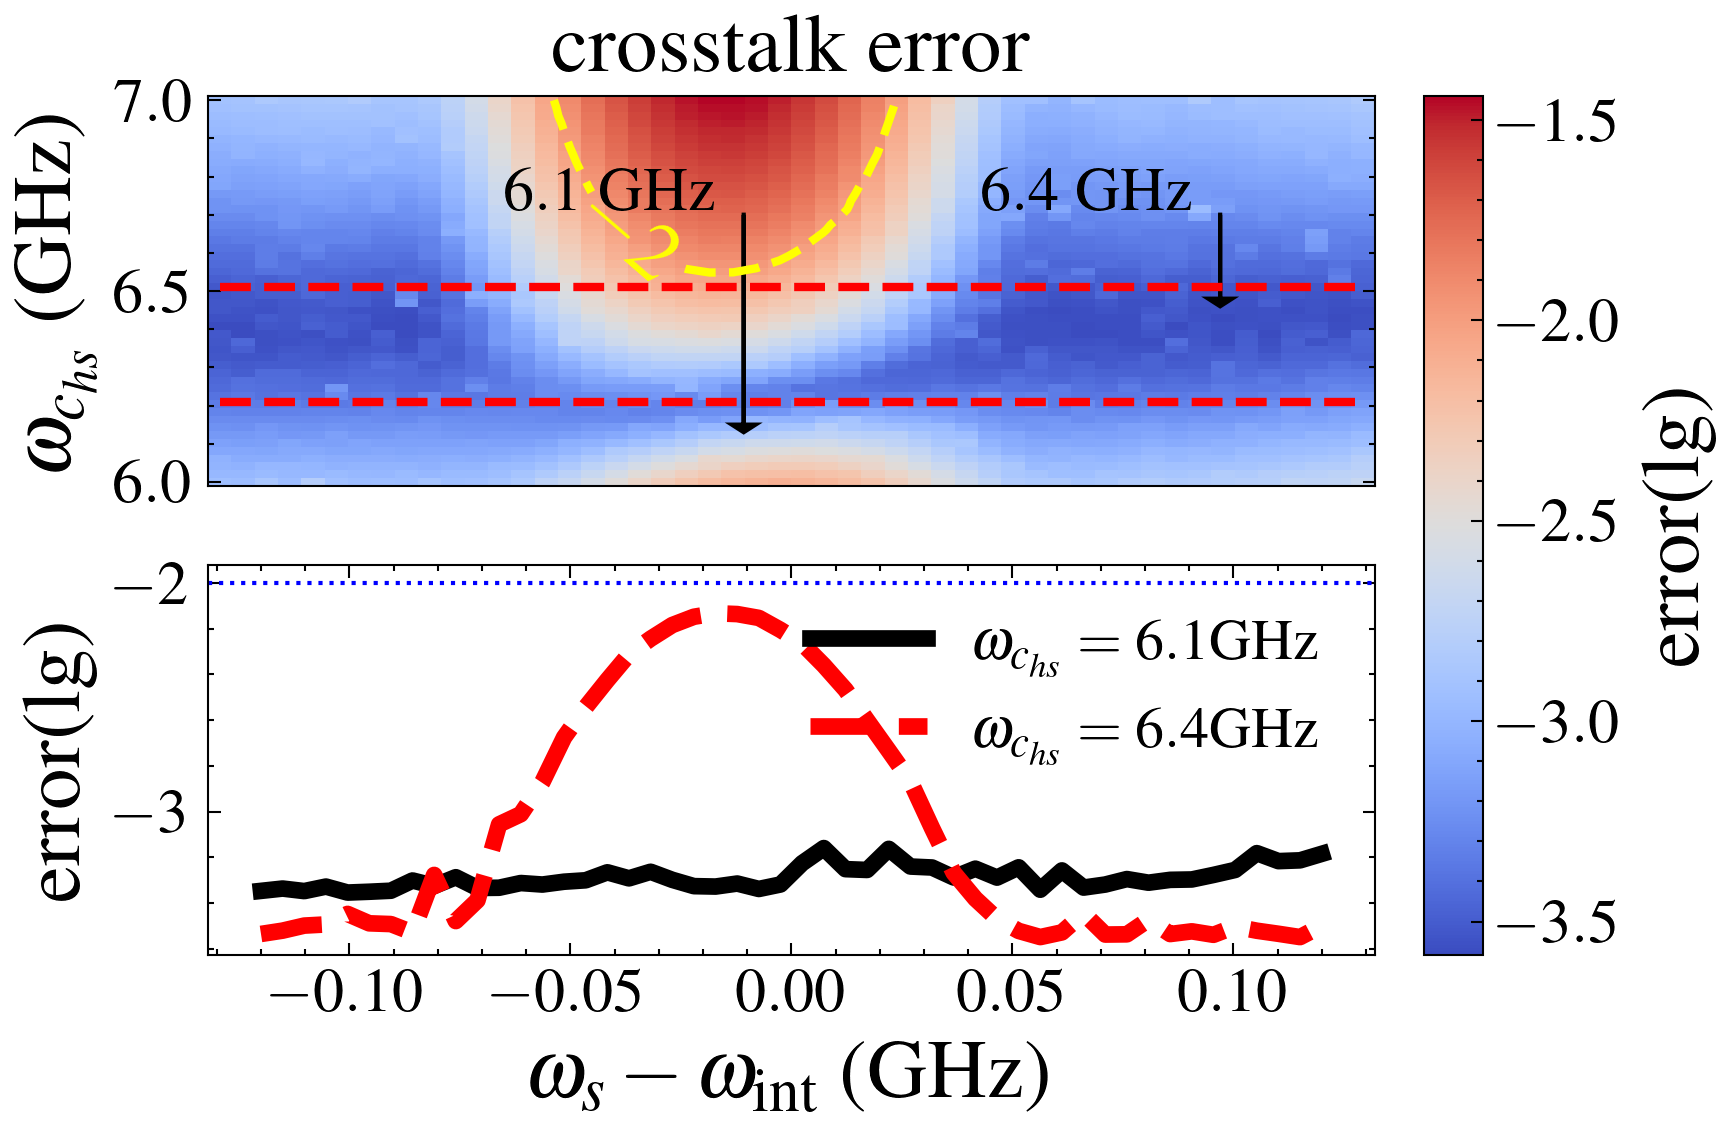 crosstalk error
7.0
6.5
6.0
ω_{c_{hs}} (GHz)
6.1 GHz
6.4 GHz
−2
−1.5
−2.0
−2.5
−3.0
−3.5
error(lg)
−2
−3
error(lg)
ω_{c_{hs}} = 6.1GHz
ω_{c_{hs}} = 6.4GHz
−0.10 −0.05 0.00 0.05 0.10
ω_s − ω_{int} (GHz)